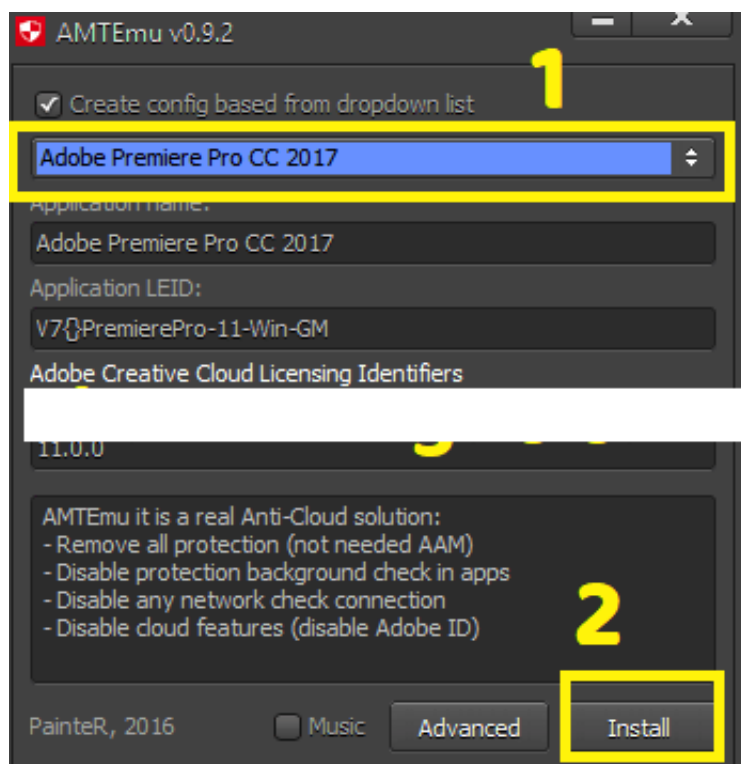 AMTEmu v0.9.2
1
Create config based from dropdown list
Adobe Premiere Pro CC 2017
Application name:
Adobe Premiere Pro CC 2017
Application LEID:
V7{}PremierePro-11-Win-GM
Adobe Creative Cloud Licensing Identifiers
11.0.0
AMTEmu it is a real Anti-Cloud solution:
- Remove all protection (not needed AAM)
- Disable protection background check in apps
- Disable any network check connection
- Disable cloud features (disable Adobe ID)
2
PainteR, 2016
Music
Advanced
Install